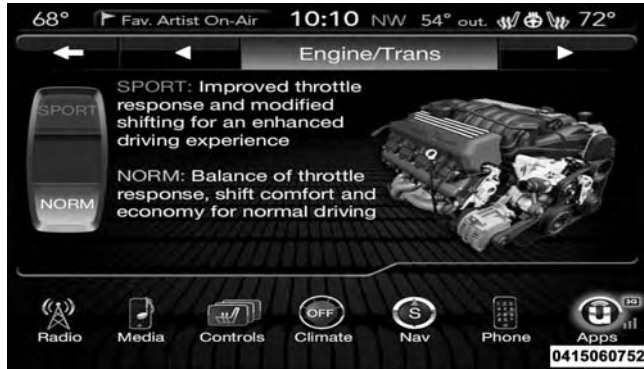 68° Fav. Artist On-Air 10:10 NW 54° out. 72°
Engine/Trans
SPORT
NORM
SPORT: Improved throttle
response and modified
shifting for an enhanced
driving experience
NORM: Balance of throttle
response, shift comfort and
economy for normal driving
OFF
S
3G
Radio Media Controls Climate Nav Phone Apps
0415060752